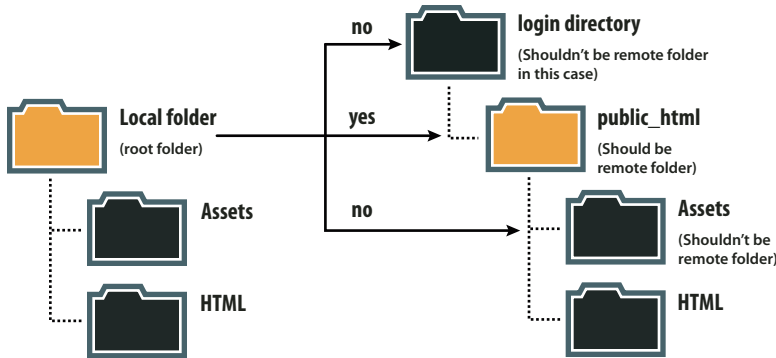 no
login directory
(Shouldn't be remote folder
in this case)
Local folder
(root folder)
yes
public_html
(Should be
remote folder)
no
Assets
Assets
(Shouldn't be
remote folder)
HTML
HTML